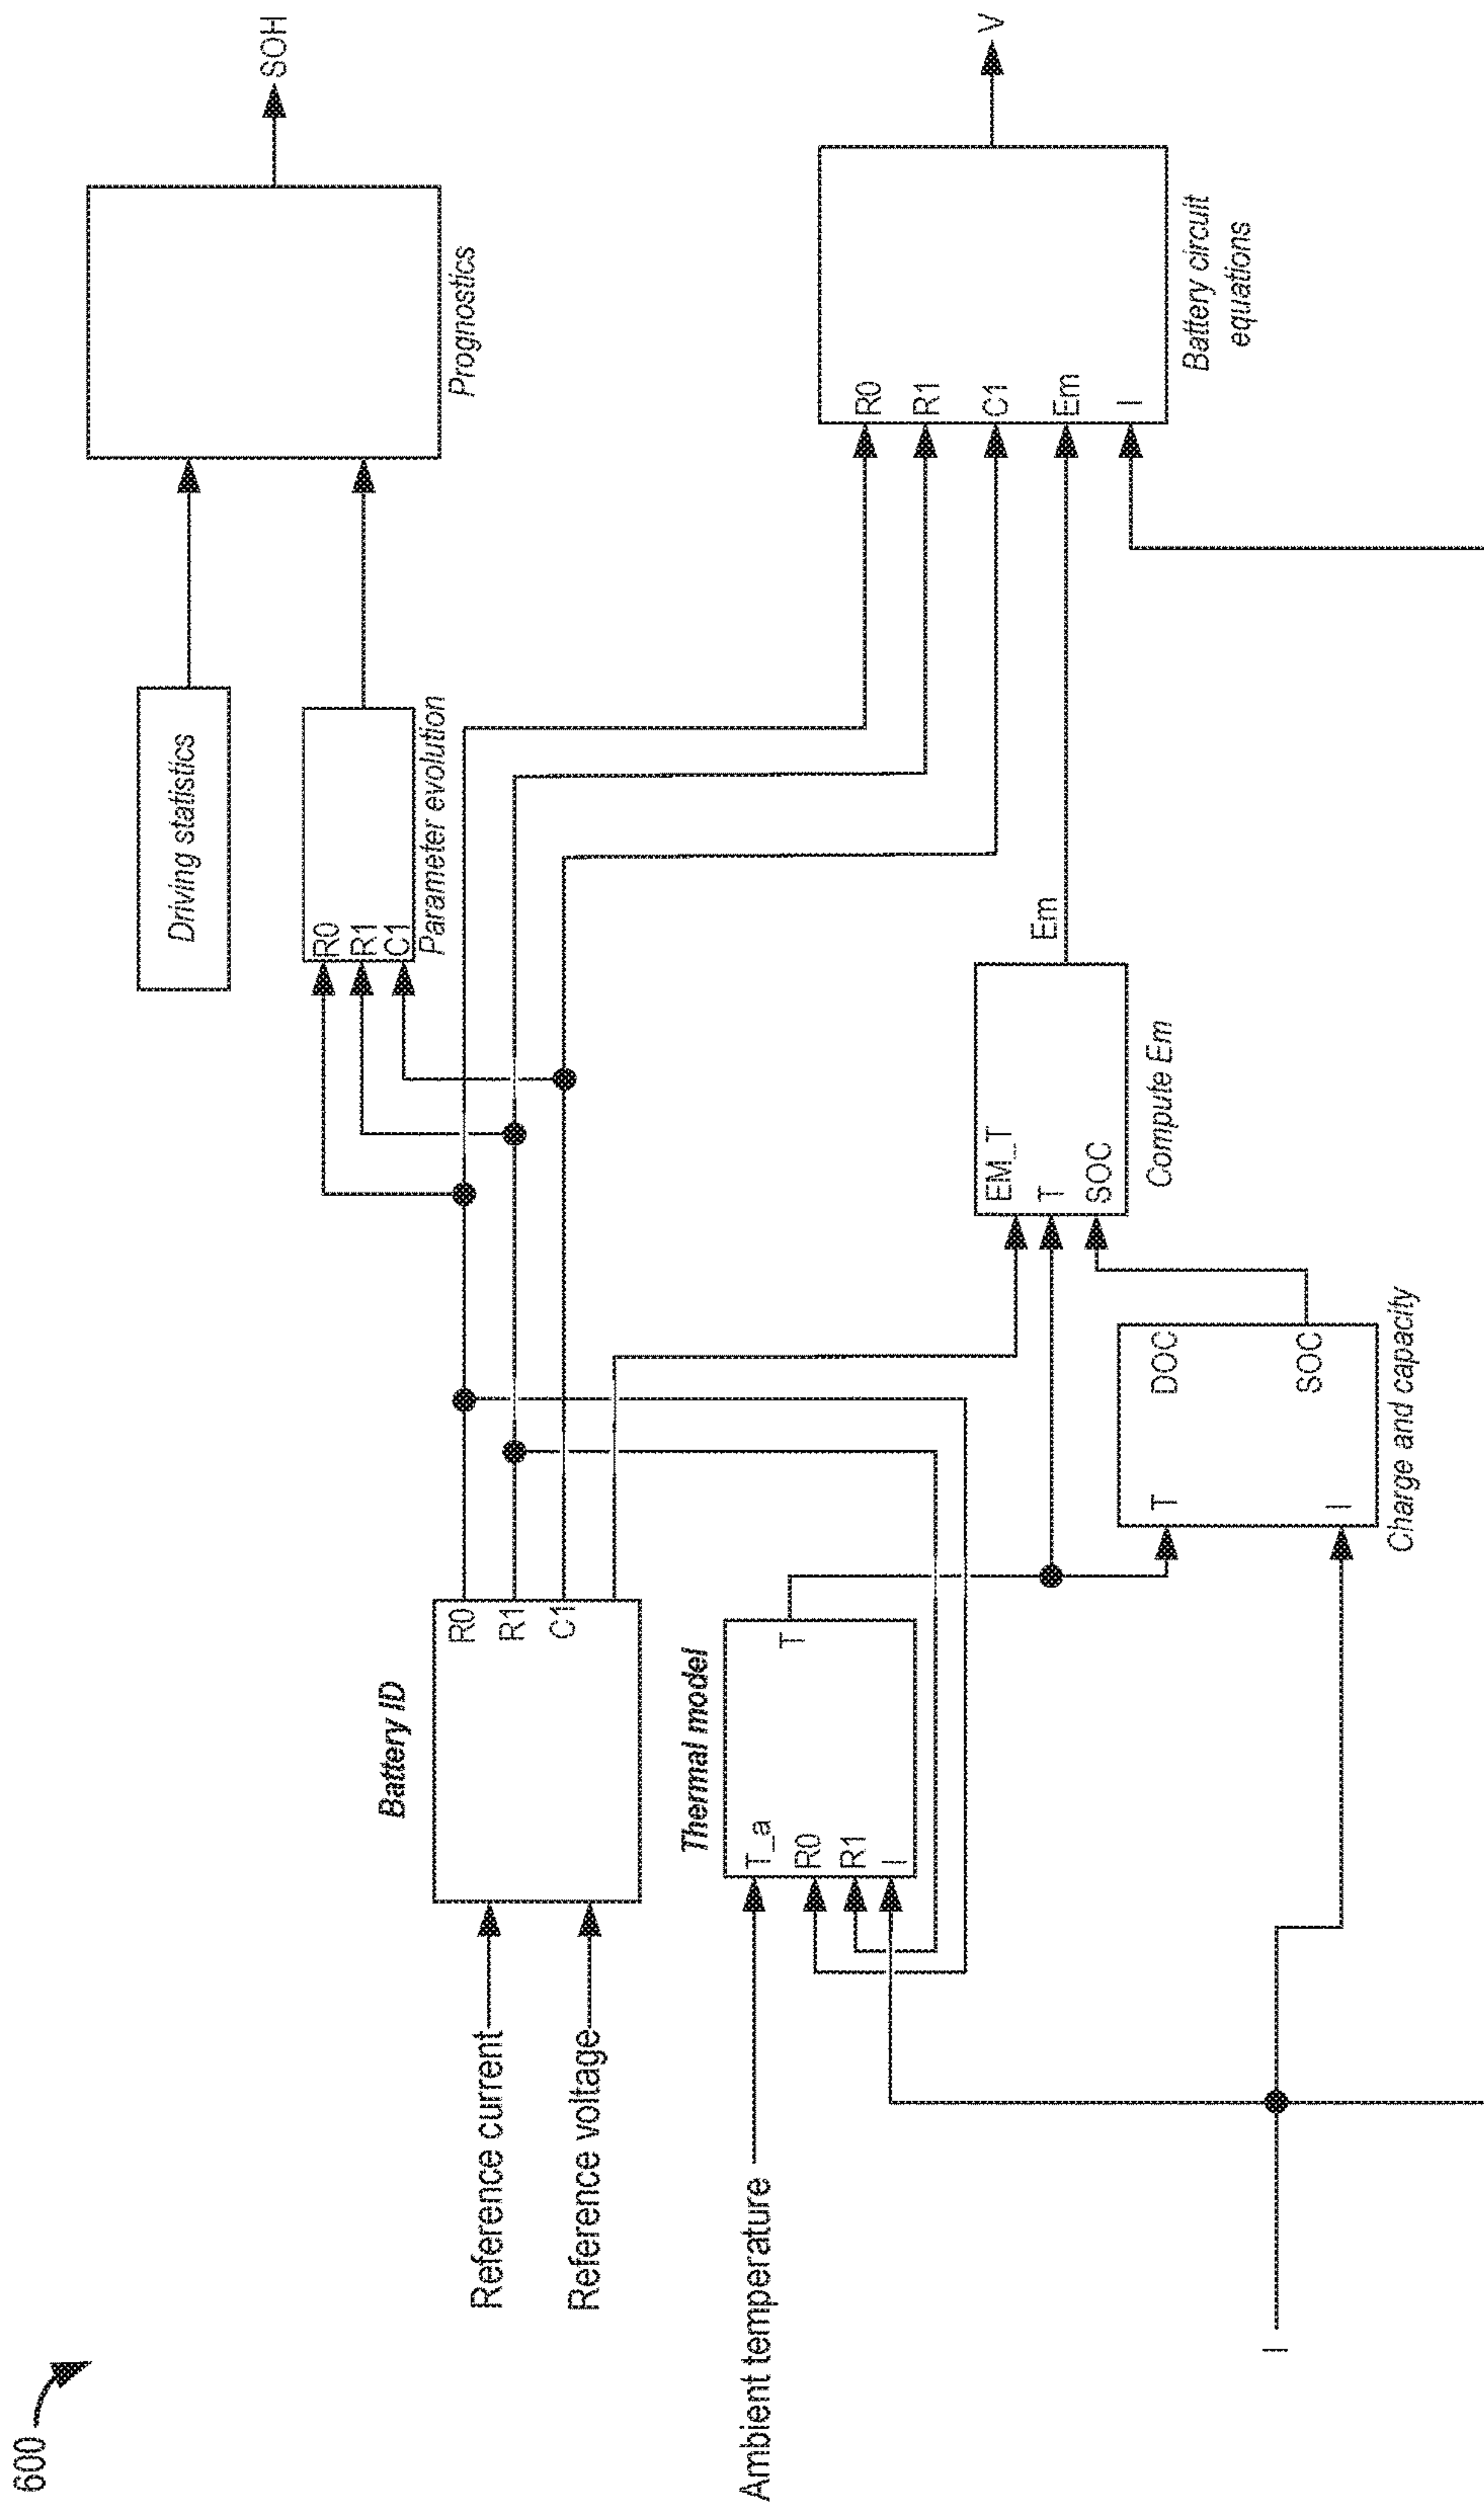 600
Reference current
Reference voltage
Battery ID
R0
R1
C1
Ambient temperature
Thermal model
T_a
R0
R1
I
T
I
T
I
DOC
SOC
Charge and capacity
EM_T
T
SOC
Compute Em
Em
Driving statistics
R0
R1
C1
Parameter evolution
Prognostics
SOH
R0
R1
C1
Em
I
Battery circuit
equations
V